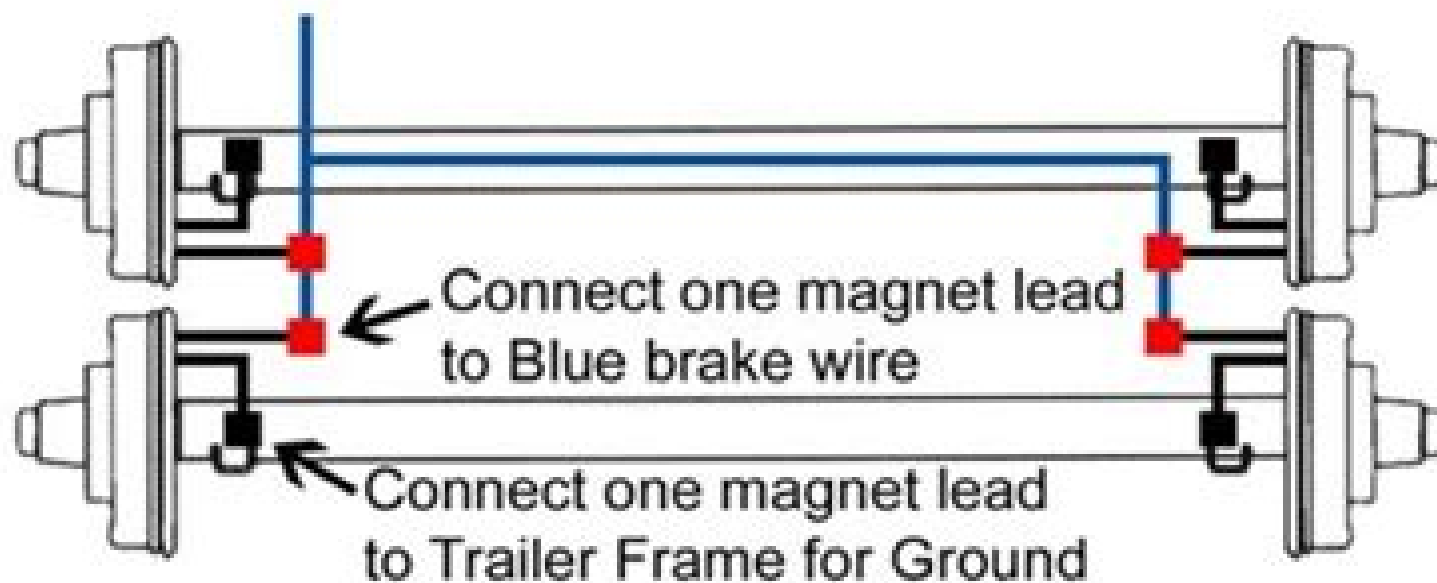 Connect one magnet lead
to Blue brake wire
Connect one magnet lead
to Trailer Frame for Ground